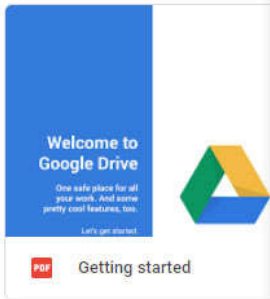 Welcome to
Google Drive
One safe place for all
your work. And some
pretty cool features, too.
Let's get started.
PDF
Getting started